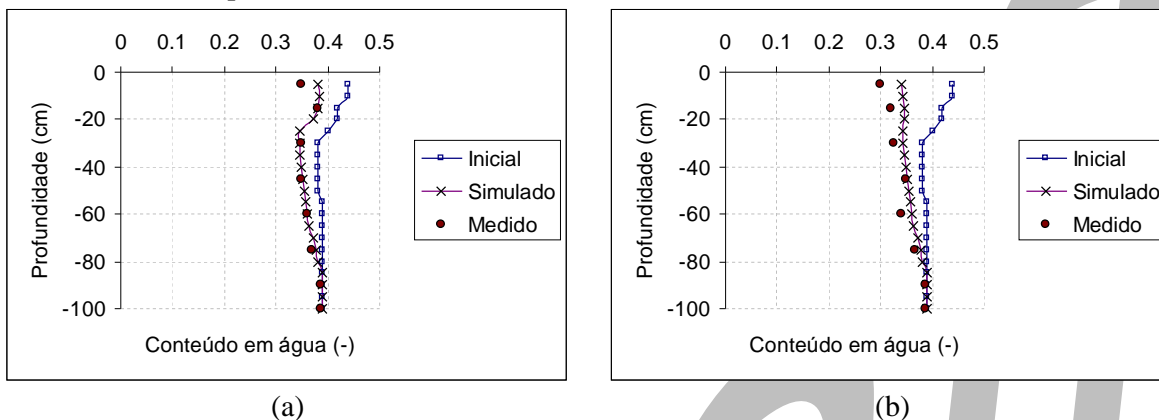 0 0.1 0.2 0.3 0.4 0.5
0
-20
-40
-60
-80
-100
Profundidade (cm)
Conteúdo em água (-)
Inicial
Simulado
Medido
(a)
0 0.1 0.2 0.3 0.4 0.5
0
-20
-40
-60
-80
-100
Profundidade (cm)
Conteúdo em água (-)
Inicial
Simulado
Medido
(b)